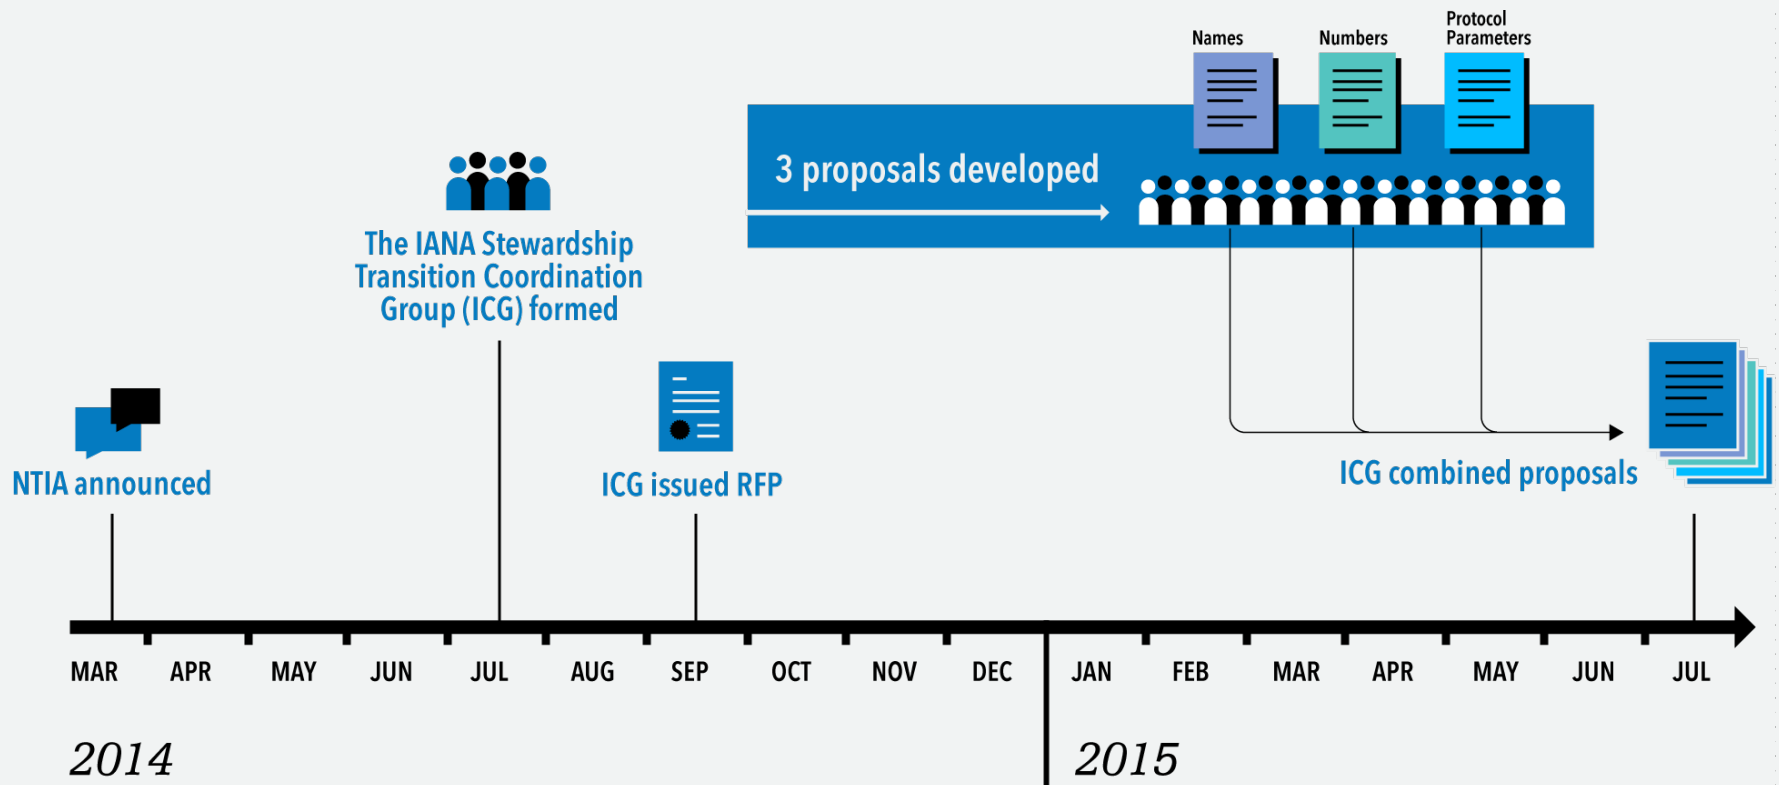 Names
Numbers
Protocol
Parameters
3 proposals developed
The IANA Stewardship
Transition Coordination
Group (ICG) formed
NTIA announced
ICG issued RFP
ICG combined proposals
MAR APR MAY JUN JUL AUG SEP OCT NOV DEC JAN FEB MAR APR MAY JUN JUL
2014 2015